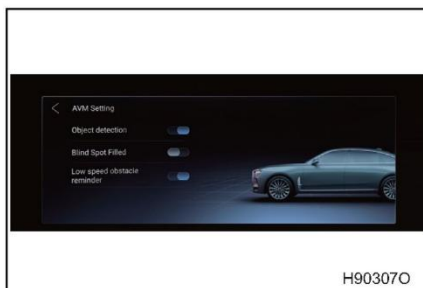 AVM Setting
Object detection
Blind Spot Filled
Low speed obstacle
reminder
H90307O